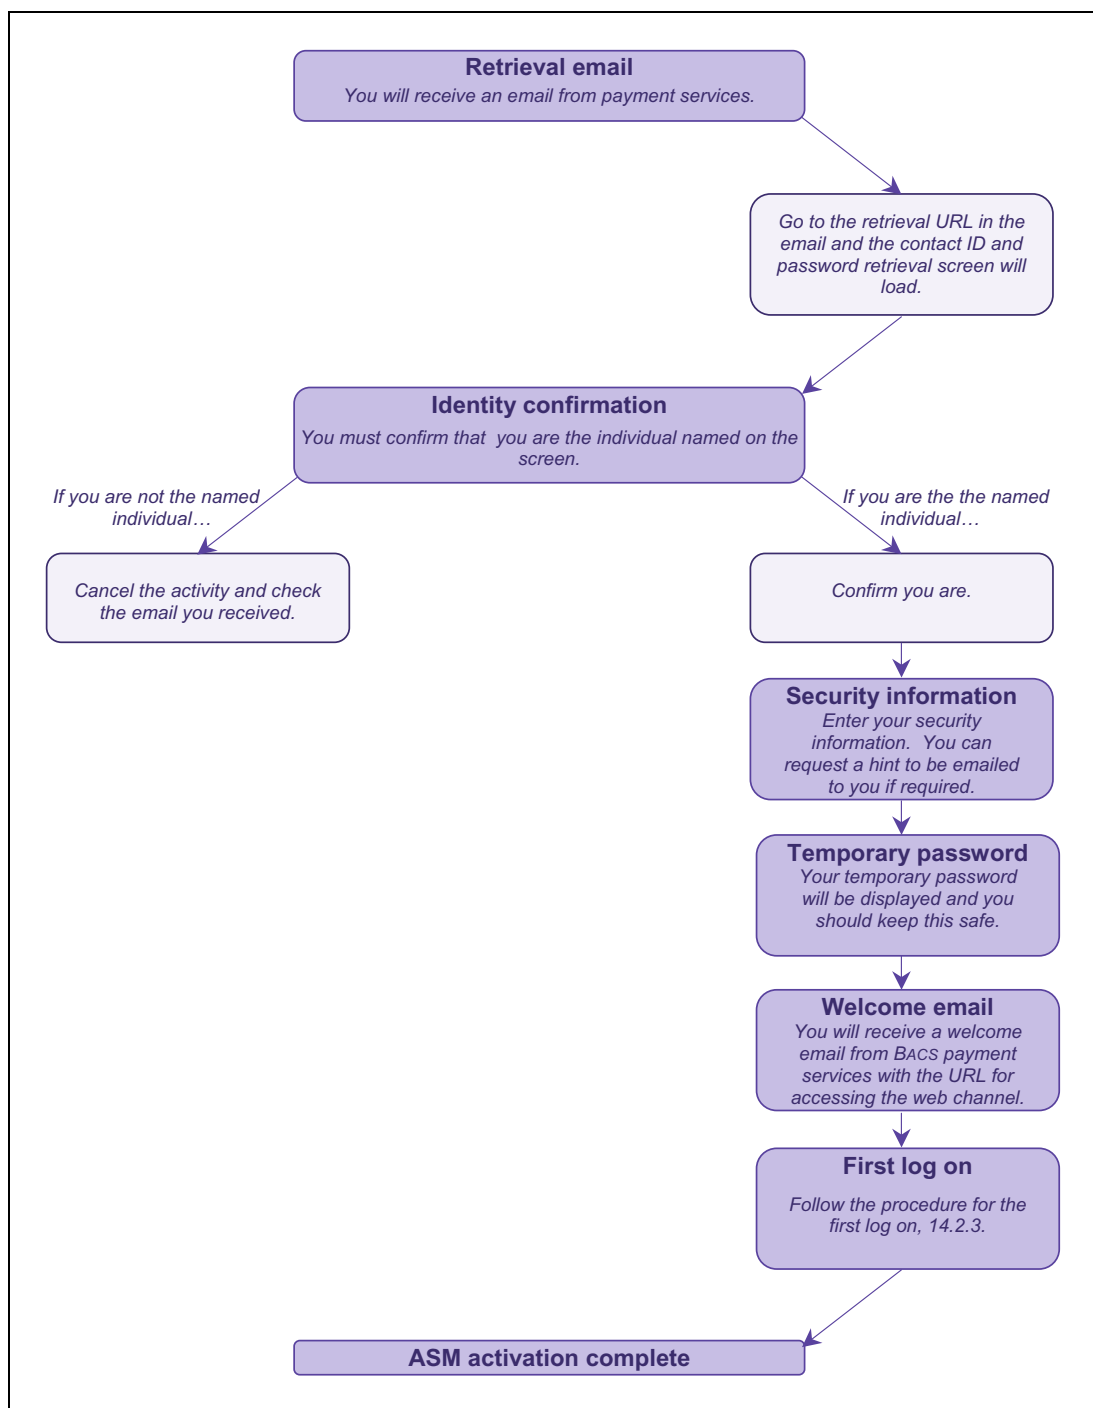 Retrieval email
You will receive an email from payment services.
Go to the retrieval URL in the
email and the contact ID and
password retrieval screen will
load.
Identity confirmation
You must confirm that  you are the individual named on the
screen.
If you are not the named
individual…
If you are the the named
individual…
Cancel the activity and check
the email you received.
Confirm you are.
Security information
Enter your security
information.  You can
request a hint to be emailed
to you if required.
Temporary password
Your temporary password
will be displayed and you
should keep this safe.
Welcome email
You will receive a welcome
email from BACS payment
services with the URL for
accessing the web channel.
First log on
Follow the procedure for the
first log on, 14.2.3.
ASM activation complete